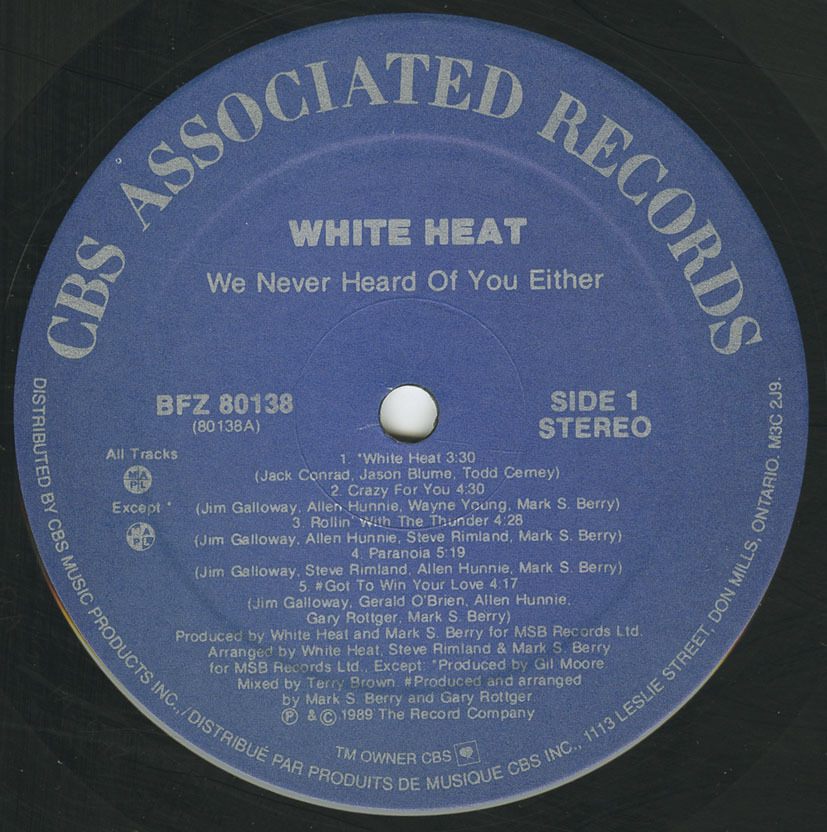 CBS ASSOCIATED RECORDS
WHITE HEAT
We Never Heard Of You Either
BFZ 80138
(80138A)
SIDE 1
STEREO
All Tracks
MAPL
Except *
MAPL
1. *White Heat 3:30
(Jack Conrad, Jason Blume, Todd Cerney)
2. Crazy For You 4:30
(Jim Galloway, Allen Hunnie, Wayne Young, Mark S. Berry)
3. Rollin' With The Thunder 4:28
(Jim Galloway, Allen Hunnie, Steve Rimland, Mark S. Berry)
4. Paranoia 5:19
(Jim Galloway, Steve Rimland, Allen Hunnie, Mark S. Berry)
5. #Got To Win Your Love 4:17
(Jim Galloway, Gerald O'Brien, Allen Hunnie,
Gary Rottger, Mark S. Berry)
Produced by White Heat and Mark S. Berry for MSB Records Ltd.
Arranged by White Heat, Steve Rimland & Mark S. Berry
for MSB Records Ltd., Except: *Produced by Gil Moore.
Mixed by Terry Brown. #Produced and arranged
by Mark S. Berry and Gary Rottger.
Ⓟ & © 1989 The Record Company
TM OWNER CBS
DISTRIBUTED BY CBS MUSIC PRODUCTS INC.,/DISTRIBUÉ PAR PRODUITS DE MUSIQUE CBS INC., 1113 LESLIE STREET, DON MILLS, ONTARIO. M3C 2J9.